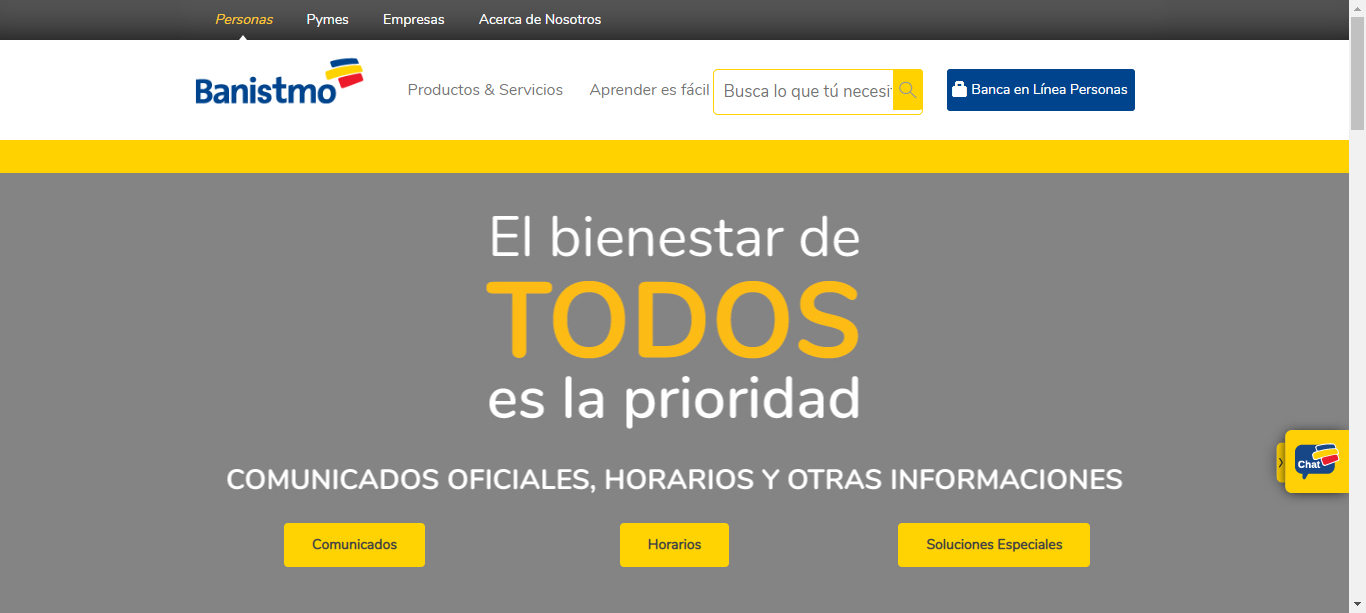 Personas Pymes Empresas Acerca de Nosotros
Banistmo
Productos & Servicios Aprender es fácil Busca lo que tú necesi Banca en Línea Personas
El bienestar de
TODOS
es la prioridad
Chat
COMUNICADOS OFICIALES, HORARIOS Y OTRAS INFORMACIONES
Comunicados Horarios Soluciones Especiales